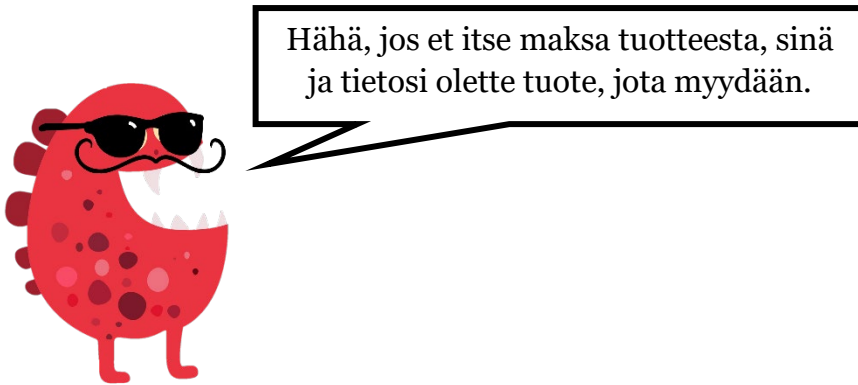 Hähä, jos et itse maksa tuotteesta, sinä
ja tietosi olette tuote, jota myydään.